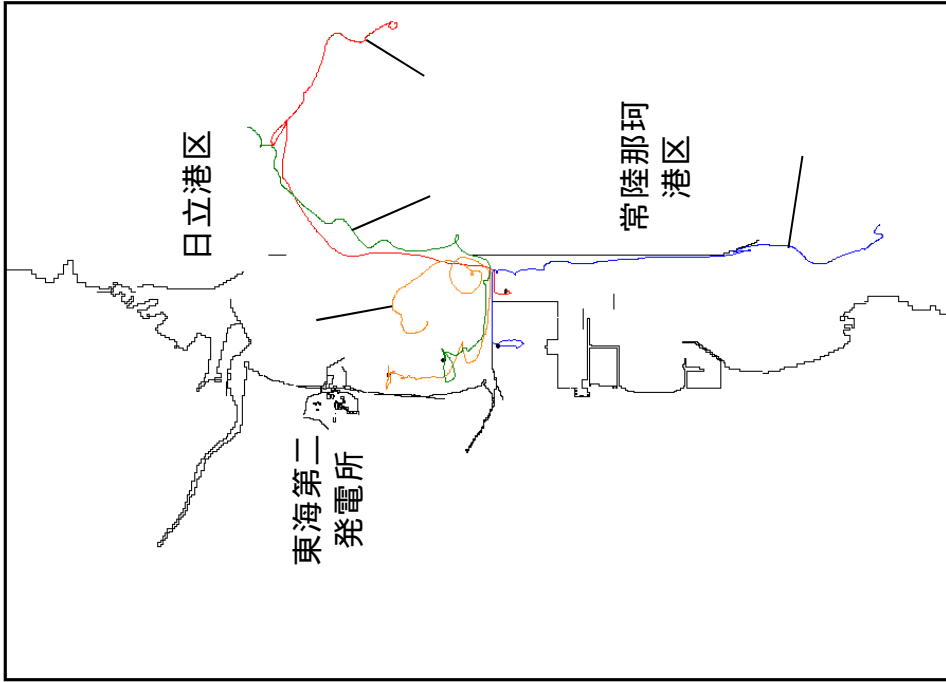 日立港区
常陸那珂
港区
東海第二
発電所